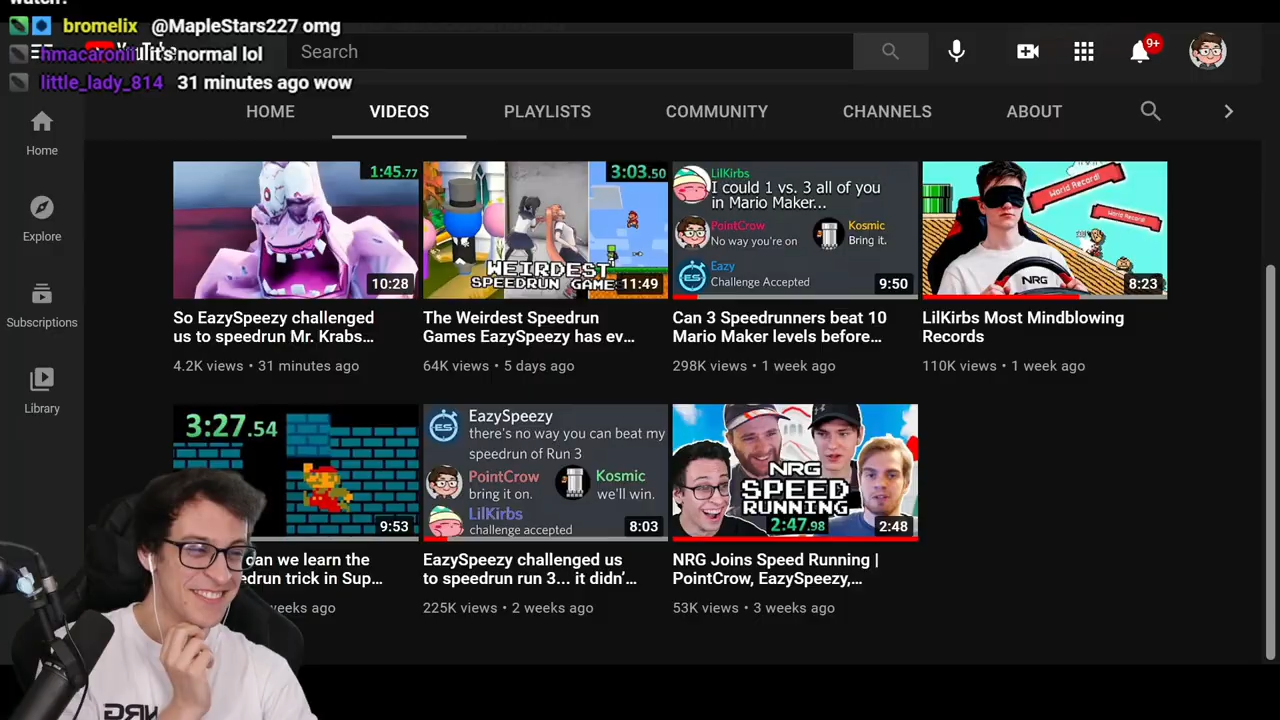 bromelix @MapleStars227 omg
hmacaronii it's normal lol
little_lady_814 31 minutes ago wow
Search
9+
HOME
VIDEOS
PLAYLISTS
COMMUNITY
CHANNELS
ABOUT
Home
Explore
Subscriptions
Library
1:45.77
10:28
So EazySpeezy challenged
us to speedrun Mr. Krabs...
4.2K views • 31 minutes ago
3:03.50
WEIRDEST
SPEEDRUN GAMES
11:49
The Weirdest Speedrun
Games EazySpeezy has ev...
64K views • 5 days ago
LilKirbs
I could 1 vs. 3 all of you
in Mario Maker...
PointCrow
No way you're on
Kosmic
Bring it.
Eazy
Challenge Accepted
9:50
Can 3 Speedrunners beat 10
Mario Maker levels before...
298K views • 1 week ago
World Record!
World Record!
NRG
8:23
LilKirbs Most Mindblowing
Records
110K views • 1 week ago
3:27.54
9:53
can we learn the
edrun trick in Sup...
weeks ago
EazySpeezy
there's no way you can beat my
speedrun of Run 3
PointCrow
bring it on.
Kosmic
we'll win.
LilKirbs
challenge accepted
8:03
EazySpeezy challenged us
to speedrun run 3... it didn'...
225K views • 2 weeks ago
NRG
SPEED
RUNNING
2:47.98
2:48
NRG Joins Speed Running |
PointCrow, EazySpeezy,...
53K views • 3 weeks ago